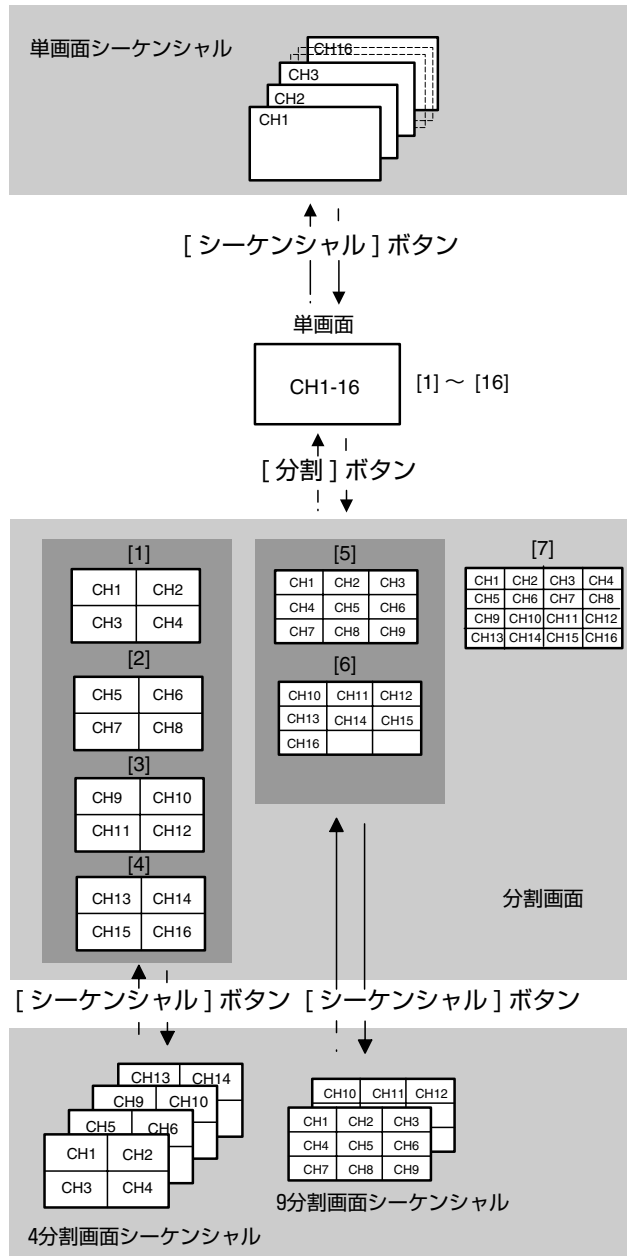 単画面シーケンシャル
CH16
CH3
CH2
CH1
[ シーケンシャル ] ボタン
単画面
CH1-16
[1] ～ [16]
[ 分割 ] ボタン
[1]
CH1 CH2
CH3 CH4
[2]
CH5 CH6
CH7 CH8
[3]
CH9 CH10
CH11 CH12
[4]
CH13 CH14
CH15 CH16
[5]
CH1 CH2 CH3
CH4 CH5 CH6
CH7 CH8 CH9
[6]
CH10 CH11 CH12
CH13 CH14 CH15
CH16
[7]
CH1 CH2 CH3 CH4
CH5 CH6 CH7 CH8
CH9 CH10 CH11 CH12
CH13 CH14 CH15 CH16
分割画面
[ シーケンシャル ] ボタン
[ シーケンシャル ] ボタン
CH13 CH14
CH9 CH10
CH5 CH6
CH1 CH2
CH3 CH4
4分割画面シーケンシャル
CH10 CH11 CH12
CH1 CH2 CH3
CH4 CH5 CH6
CH7 CH8 CH9
9分割画面シーケンシャル